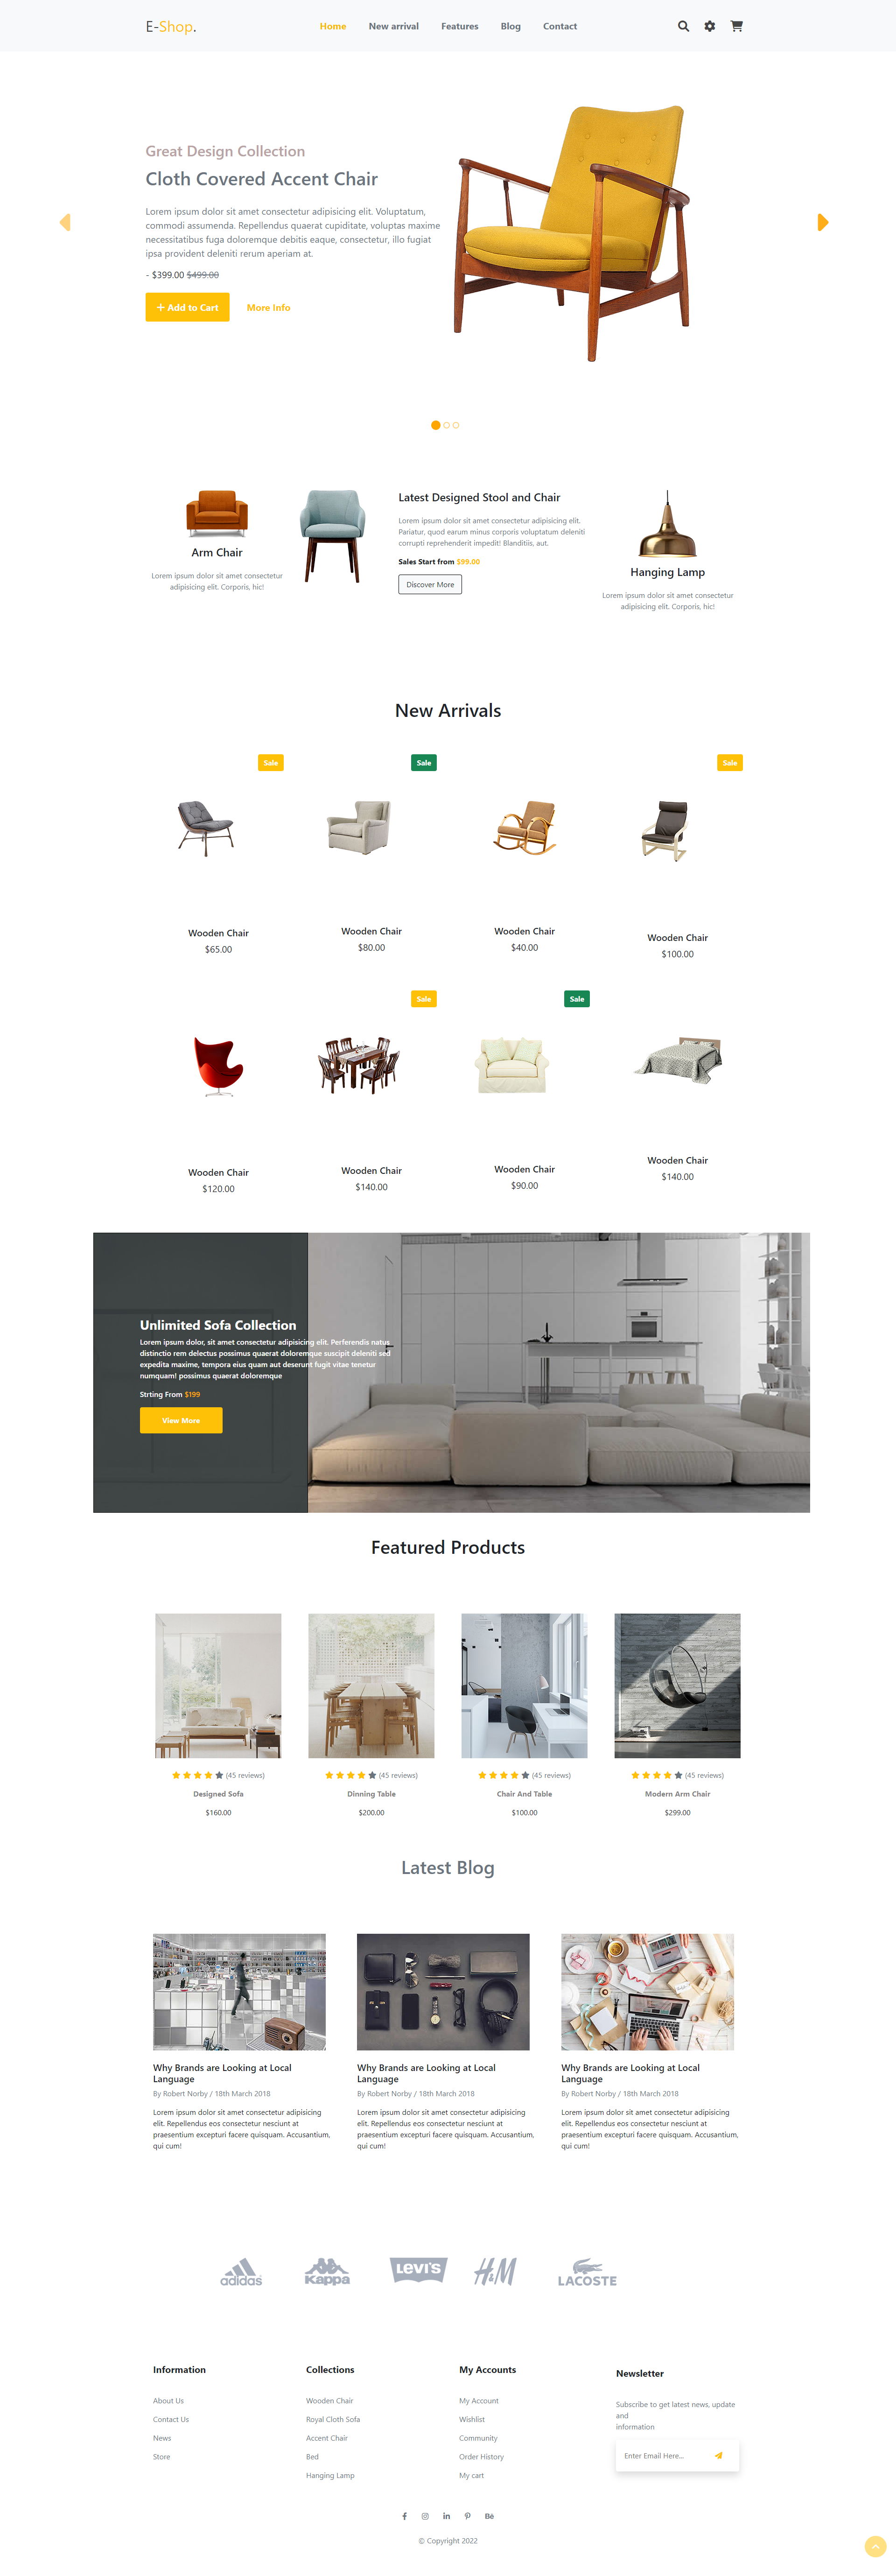 E-Shop.
Home
New arrival
Features
Blog
Contact
Great Design Collection
Cloth Covered Accent Chair
Lorem ipsum dolor sit amet consectetur adipisicing elit. Voluptatum,
commodi assumenda. Repellendus quaerat cupiditate, voluptas maxime
necessitatibus fuga doloremque debitis eaque, consectetur, illo fugiat
ipsa provident deleniti rerum aperiam at.
- $399.00 $499.00
+ Add to Cart
More Info
Arm Chair
Lorem ipsum dolor sit amet consectetur
adipisicing elit. Corporis, hic!
Latest Designed Stool and Chair
Lorem ipsum dolor sit amet consectetur adipisicing elit.
Pariatur, quod earum minus corporis voluptatum deleniti
corrupti reprehenderit impedit! Blanditiis, aut.
Sales Start from $99.00
Discover More
Hanging Lamp
Lorem ipsum dolor sit amet consectetur
adipisicing elit. Corporis, hic!
New Arrivals
Sale
Sale
Sale
Wooden Chair
$65.00
Wooden Chair
$80.00
Wooden Chair
$40.00
Wooden Chair
$100.00
Sale
Sale
Wooden Chair
$120.00
Wooden Chair
$140.00
Wooden Chair
$90.00
Wooden Chair
$140.00
Unlimited Sofa Collection
Lorem ipsum dolor, sit amet consectetur adipisicing elit. Perferendis natus
distinctio rem delectus possimus quaerat doloremque suscipit deleniti sed
expedita maxime, tempora eius quam aut deserunt fugit vitae tenetur
numquam! possimus quaerat doloremque
Strting From $199
View More
Featured Products
(45 reviews)
Designed Sofa
$160.00
(45 reviews)
Dinning Table
$200.00
(45 reviews)
Chair And Table
$100.00
(45 reviews)
Modern Arm Chair
$299.00
Latest Blog
Why Brands are Looking at Local
Language
By Robert Norby / 18th March 2018
Lorem ipsum dolor sit amet consectetur adipisicing
elit. Repellendus eos consectetur nesciunt at
praesentium excepturi facere quisquam. Accusantium,
qui cum!
Why Brands are Looking at Local
Language
By Robert Norby / 18th March 2018
Lorem ipsum dolor sit amet consectetur adipisicing
elit. Repellendus eos consectetur nesciunt at
praesentium excepturi facere quisquam. Accusantium,
qui cum!
Why Brands are Looking at Local
Language
By Robert Norby / 18th March 2018
Lorem ipsum dolor sit amet consectetur adipisicing
elit. Repellendus eos consectetur nesciunt at
praesentium excepturi facere quisquam. Accusantium,
qui cum!
adidas
Kappa
LEVI'S
H&M
LACOSTE
Information
About Us
Contact Us
News
Store
Collections
Wooden Chair
Royal Cloth Sofa
Accent Chair
Bed
Hanging Lamp
My Accounts
My Account
Wishlist
Community
Order History
My cart
Newsletter
Subscribe to get latest news, update
and
information
Enter Email Here...
© Copyright 2022